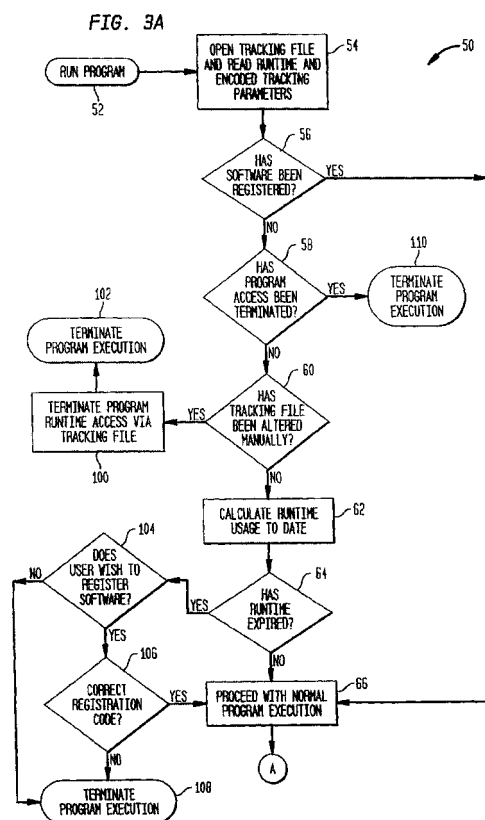 FIG. 3A
RUN PROGRAM
52
OPEN TRACKING FILE
AND READ RUNTIME AND
ENCODED TRACKING
PARAMETERS
54
50
56
HAS
SOFTWARE BEEN
REGISTERED?
YES
NO
58
HAS
PROGRAM
ACCESS BEEN
TERMINATED?
YES
110
TERMINATE
PROGRAM
EXECUTION
NO
102
TERMINATE
PROGRAM EXECUTION
60
HAS
TRACKING FILE
BEEN ALTERED
MANUALLY?
YES
TERMINATE PROGRAM
RUNTIME ACCESS VIA
TRACKING FILE
100
NO
CALCULATE RUNTIME
USAGE TO DATE
62
104
DOES
USER WISH TO
REGISTER
SOFTWARE?
NO
YES
64
HAS
RUNTIME
EXPIRED?
YES
NO
106
CORRECT
REGISTRATION
CODE?
YES
NO
PROCEED WITH NORMAL
PROGRAM EXECUTION
66
A
TERMINATE
PROGRAM EXECUTION
108